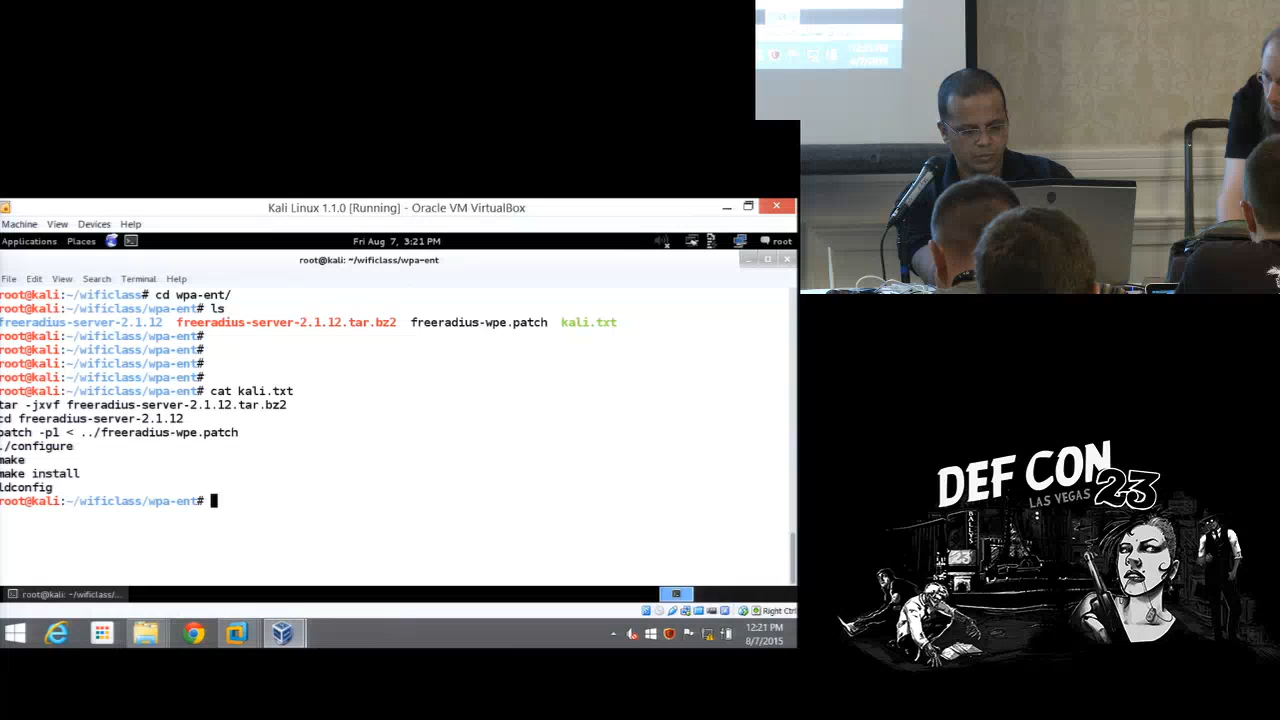 Kali Linux 1.1.0 [Running] - Oracle VM VirtualBox
Machine View Devices Help
Applications Places Fri Aug 7, 3:21 PM root
root@kali: ~/wificlass/wpa-ent
File Edit View Search Terminal Help
root@kali:~/wificlass# cd wpa-ent/
root@kali:~/wificlass/wpa-ent# ls
freeradius-server-2.1.12 freeradius-server-2.1.12.tar.bz2 freeradius-wpe.patch kali.txt
root@kali:~/wificlass/wpa-ent#
root@kali:~/wificlass/wpa-ent#
root@kali:~/wificlass/wpa-ent#
root@kali:~/wificlass/wpa-ent#
root@kali:~/wificlass/wpa-ent# cat kali.txt
tar -jxvf freeradius-server-2.1.12.tar.bz2
cd freeradius-server-2.1.12
patch -p1 < ../freeradius-wpe.patch
./configure
make
make install
ldconfig
root@kali:~/wificlass/wpa-ent#
root@kali: ~/wificlass/...
Right Ctrl
12:21 PM
8/7/2015
DEF CON 23
LAS VEGAS
BALLYS
23